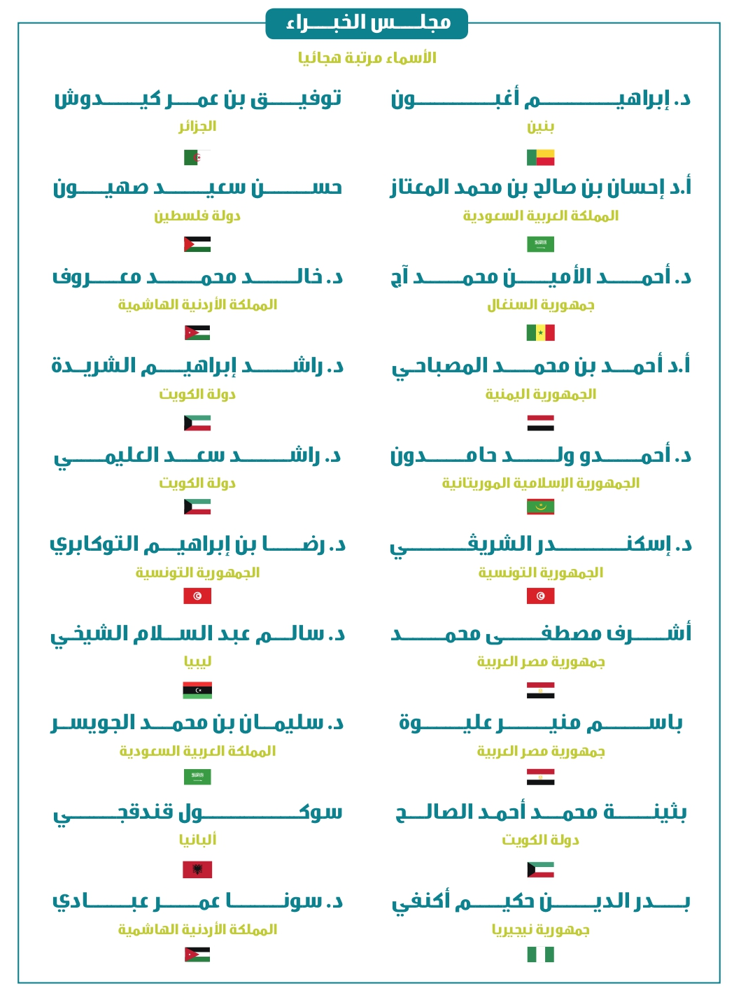 مجلس الخبراء
الأسماء مرتبة هجائيا
د. إبراهيم أغبون
بنين
أ.د إحسان بن صالح بن محمد المعتاز
المملكة العربية السعودية
د. أحمد الأمين محمد آج
جمهورية السنغال
أ.د أحمد بن محمد المصباحي
الجمهورية اليمنية
د. أحمدو ولد حامدون
الجمهورية الإسلامية الموريتانية
د. إسكندر الشريڨي
الجمهورية التونسية
أشرف مصطفى محمد
جمهورية مصر العربية
باسم منير عليوة
جمهورية مصر العربية
بثينة محمد أحمد الصالح
دولة الكويت
بدر الدين حكيم أكنفي
جمهورية نيجيريا
توفيق بن عمر كيدوش
الجزائر
حسن سعيد صهيون
دولة فلسطين
د. خالد محمد معروف
المملكة الأردنية الهاشمية
د. راشد إبراهيم الشريدة
دولة الكويت
د. راشد سعد العليمي
دولة الكويت
د. رضا بن إبراهيم التوكابري
الجمهورية التونسية
د. سالم عبد السلام الشيخي
ليبيا
د. سليمان بن محمد الجويسر
المملكة العربية السعودية
سوكول قندقجي
ألبانيا
د. سونا عمر عبادي
المملكة الأردنية الهاشمية